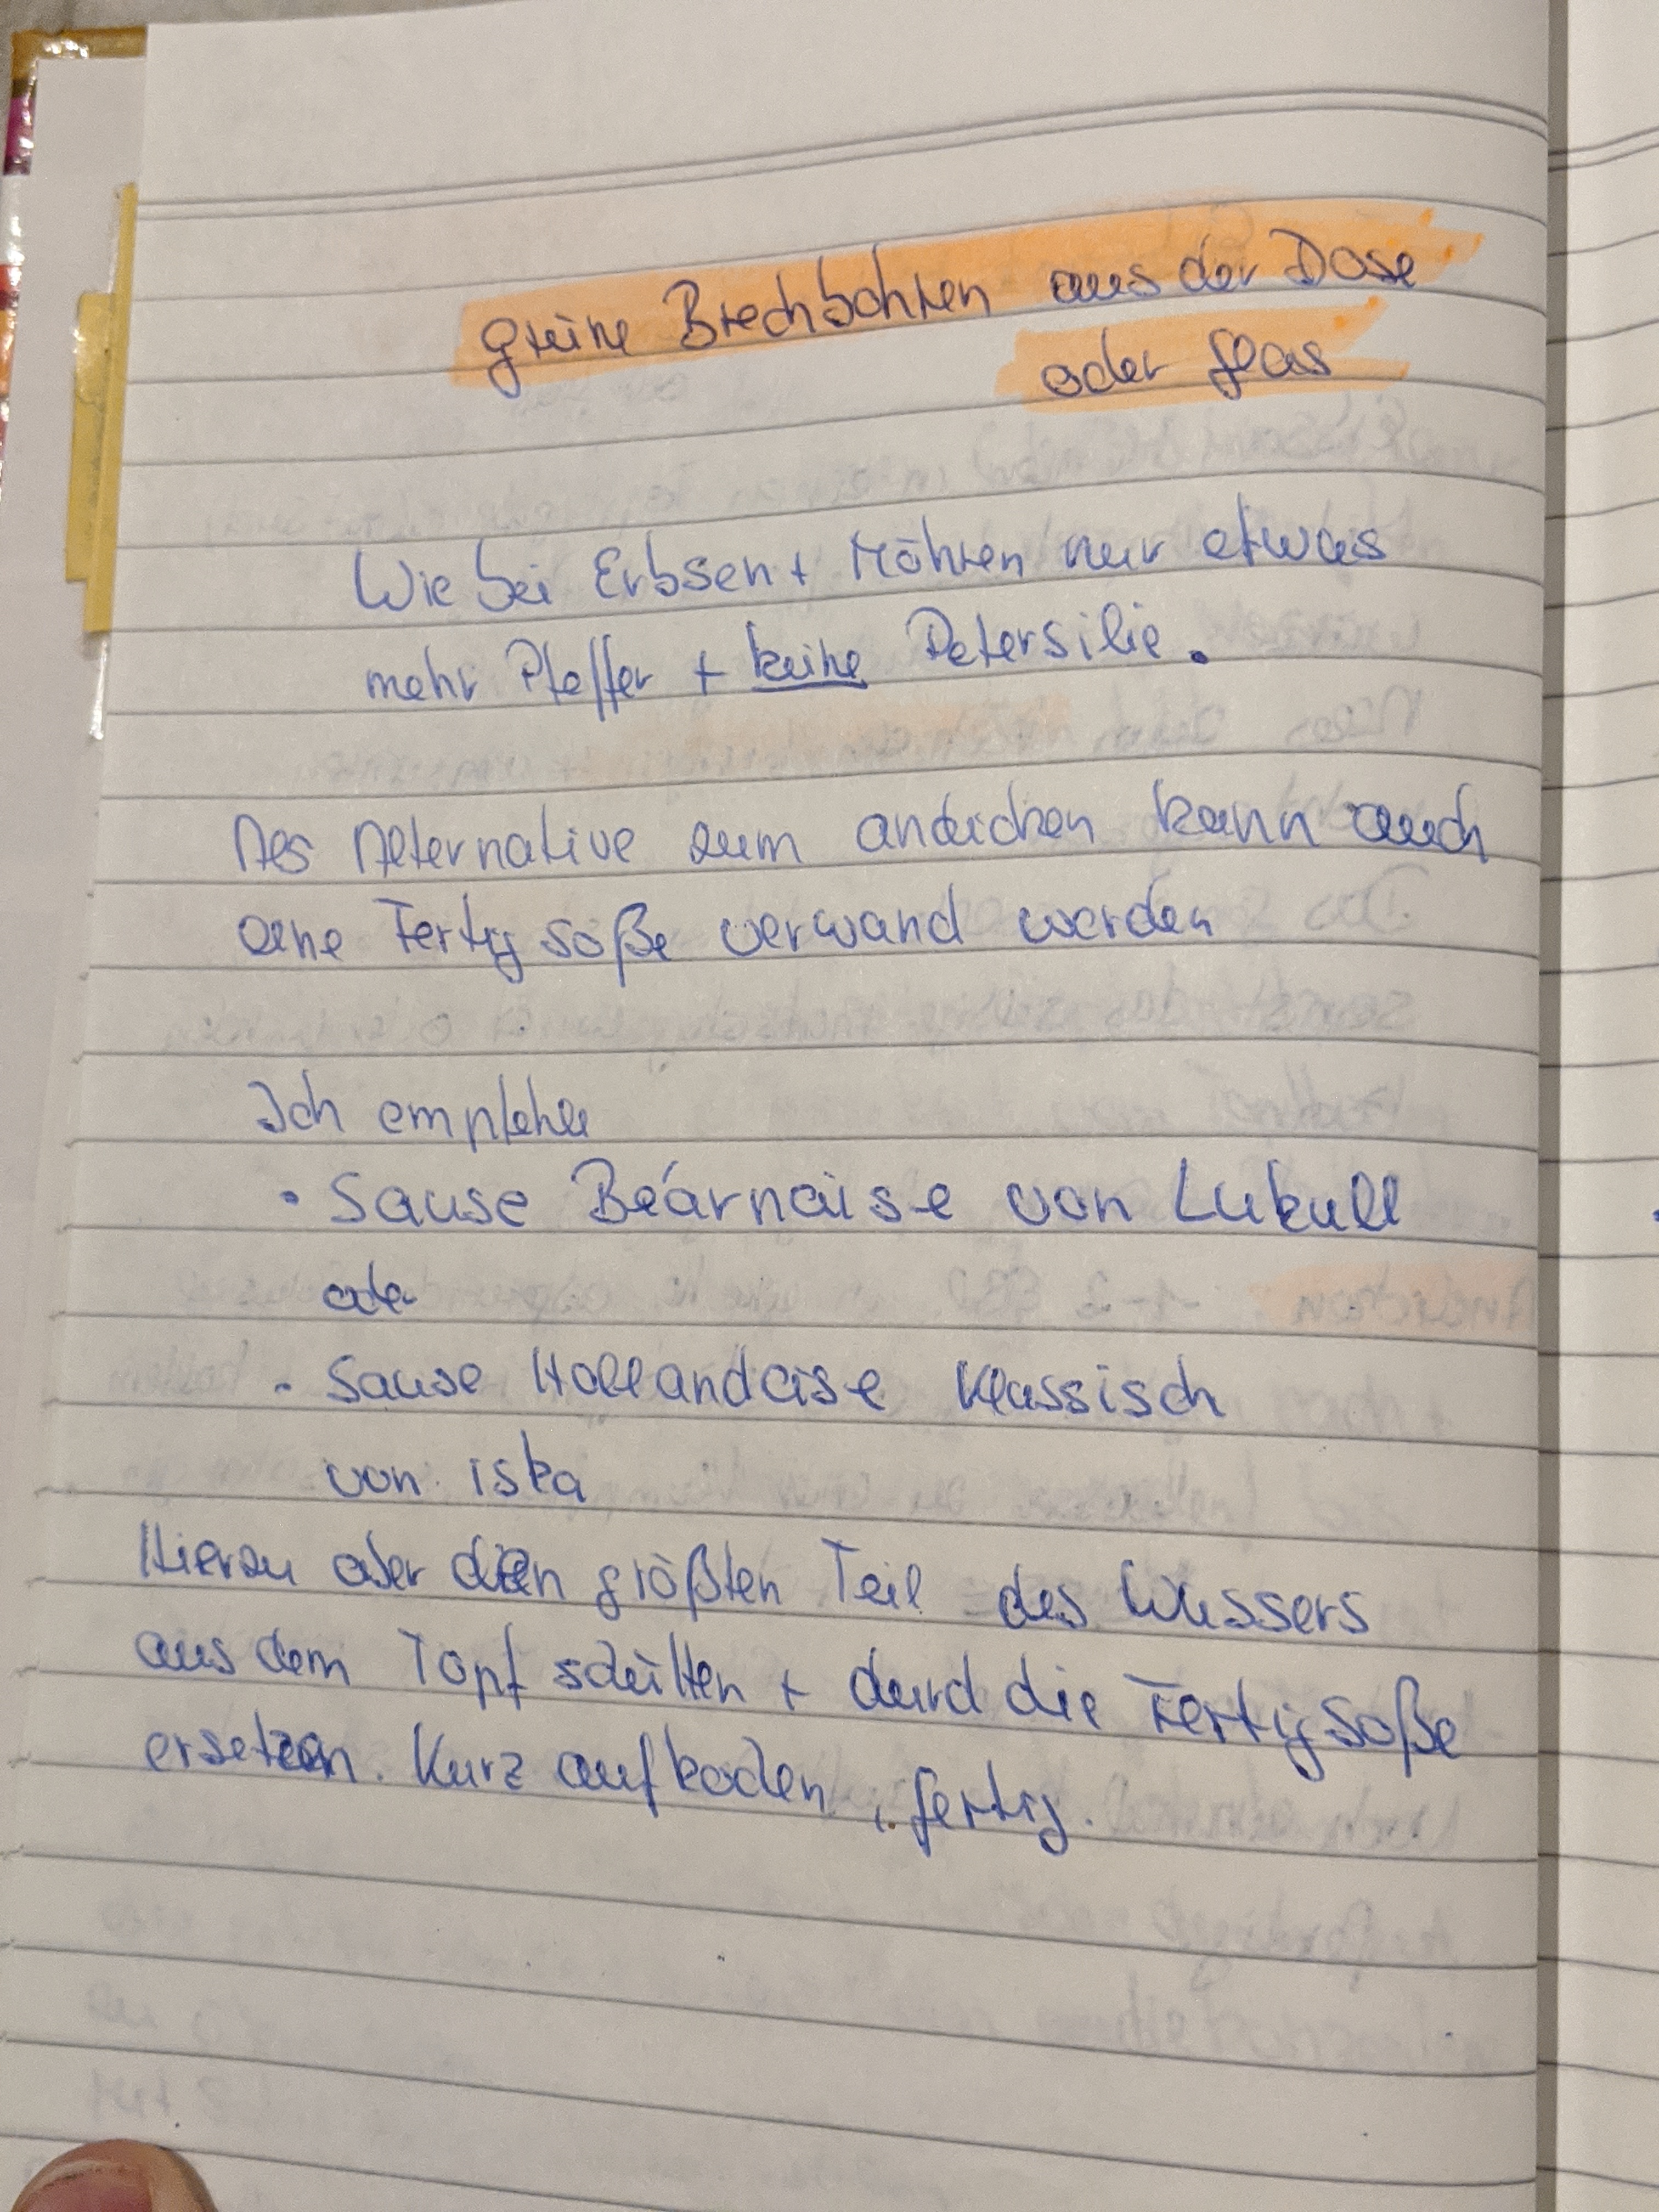 grüne Brechbohnen aus der Dose
oder Glas
Wie bei Erbsen + Möhren nur etwas
mehr Pfeffer + keine Petersilie.
Als Alternative zum andicken kann auch
eine Fertigsoße verwand werden
Ich empfehle
• Sause Béarnaise von Lukull
oder
- Sause Hollandaise Klassisch
von iska
Hierzu aber den größten Teil des Wassers
aus dem Topf schütten + durch die Fertigsoße
ersetzen. Kurz aufkochen, fertig.